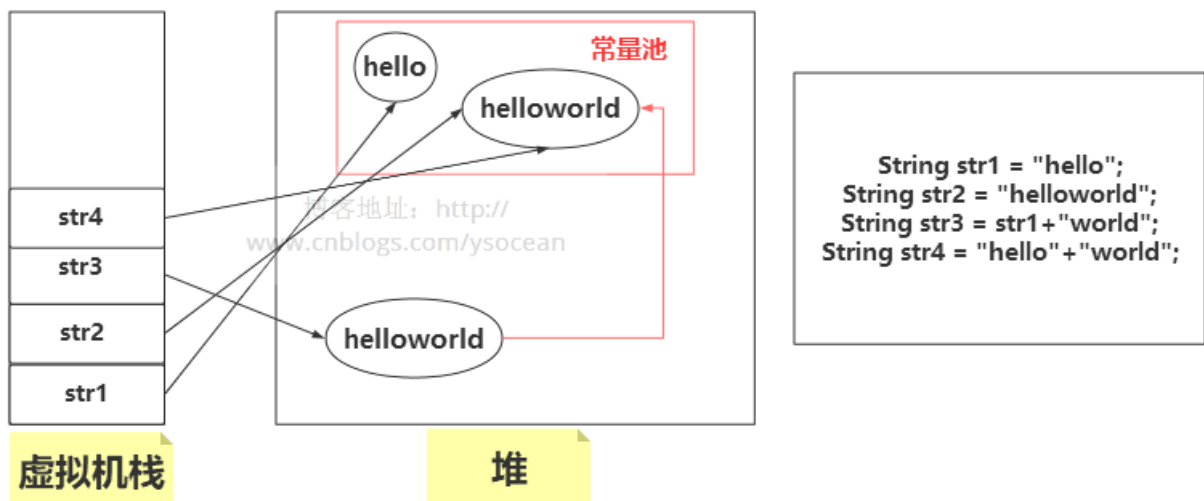 常量池
hello
helloworld
str4
str3
str2
str1
博客地址：http://
www.cnblogs.com/ysocean
helloworld
虚拟机栈
堆
String str1 = "hello";
String str2 = "helloworld";
String str3 = str1+"world";
String str4 = "hello"+"world";